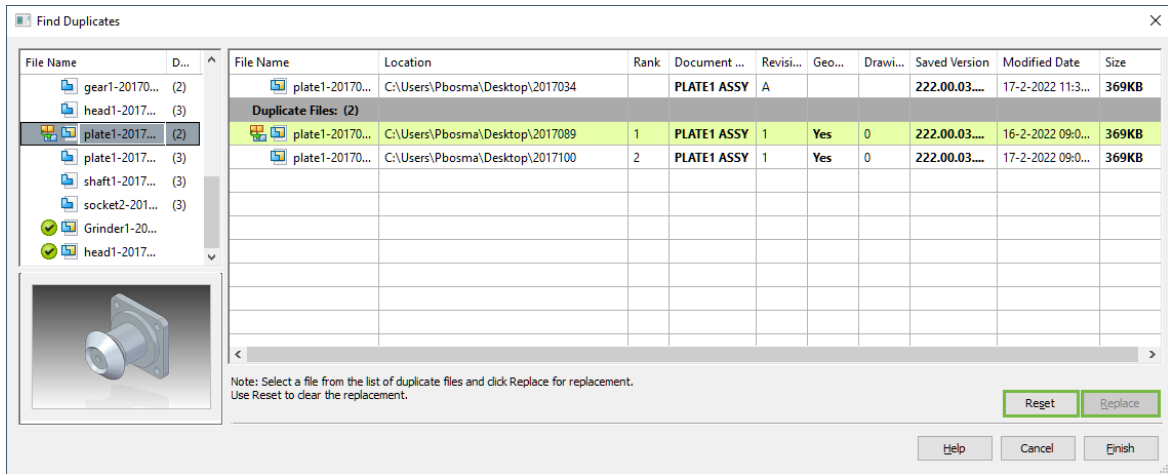 Find Duplicates
File Name D...
gear1-20170... (2)
head1-2017... (3)
plate1-2017... (2)
plate1-2017... (3)
shaft1-2017... (3)
socket2-201... (3)
Grinder1-20...
head1-2017...
File Name Location Rank Document ... Revisi... Geo... Drawi... Saved Version Modified Date Size
plate1-20170... C:\Users\Pbosma\Desktop\2017034 PLATE1 ASSY A 222.00.03.... 17-2-2022 11:3... 369KB
Duplicate Files: (2)
plate1-20170... C:\Users\Pbosma\Desktop\2017089 1 PLATE1 ASSY 1 Yes 0 222.00.03.... 16-2-2022 09:0... 369KB
plate1-20170... C:\Users\Pbosma\Desktop\2017100 2 PLATE1 ASSY 1 Yes 0 222.00.03.... 17-2-2022 09:0... 369KB
Note: Select a file from the list of duplicate files and click Replace for replacement.
Use Reset to clear the replacement.
Reset Replace
Help Cancel Finish